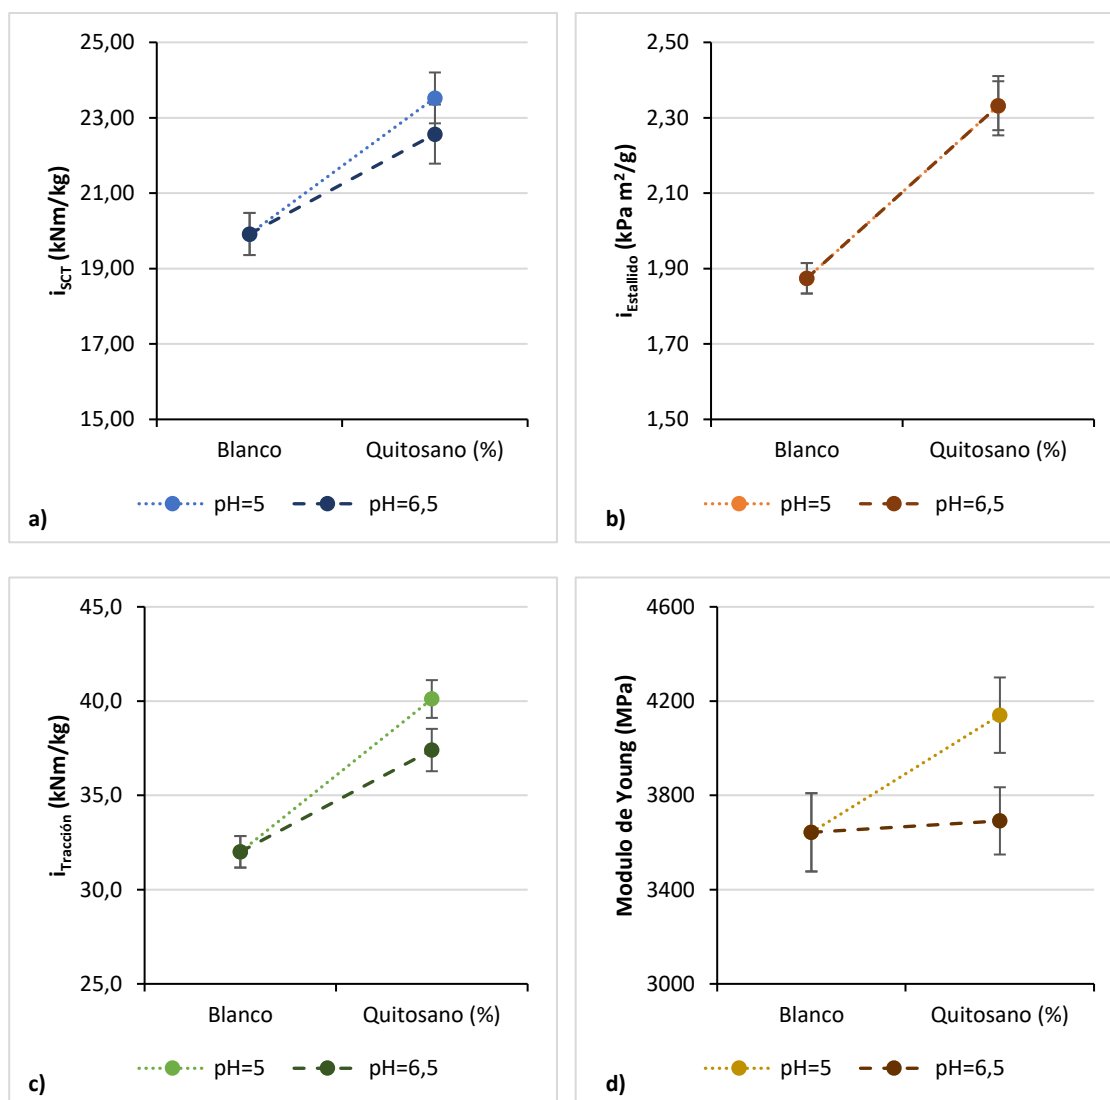 25,00
23,00
21,00
19,00
17,00
15,00
i_SCT (kNm/kg)
Blanco
Quitosano (%)
pH=5
pH=6,5
a)
2,50
2,30
2,10
1,90
1,70
1,50
i_Estallido (kPa m²/g)
Blanco
Quitosano (%)
pH=5
pH=6,5
b)
45,0
40,0
35,0
30,0
25,0
i_Tracción (kNm/kg)
Blanco
Quitosano (%)
pH=5
pH=6,5
c)
4600
4200
3800
3400
3000
Modulo de Young (MPa)
Blanco
Quitosano (%)
pH=5
pH=6,5
d)